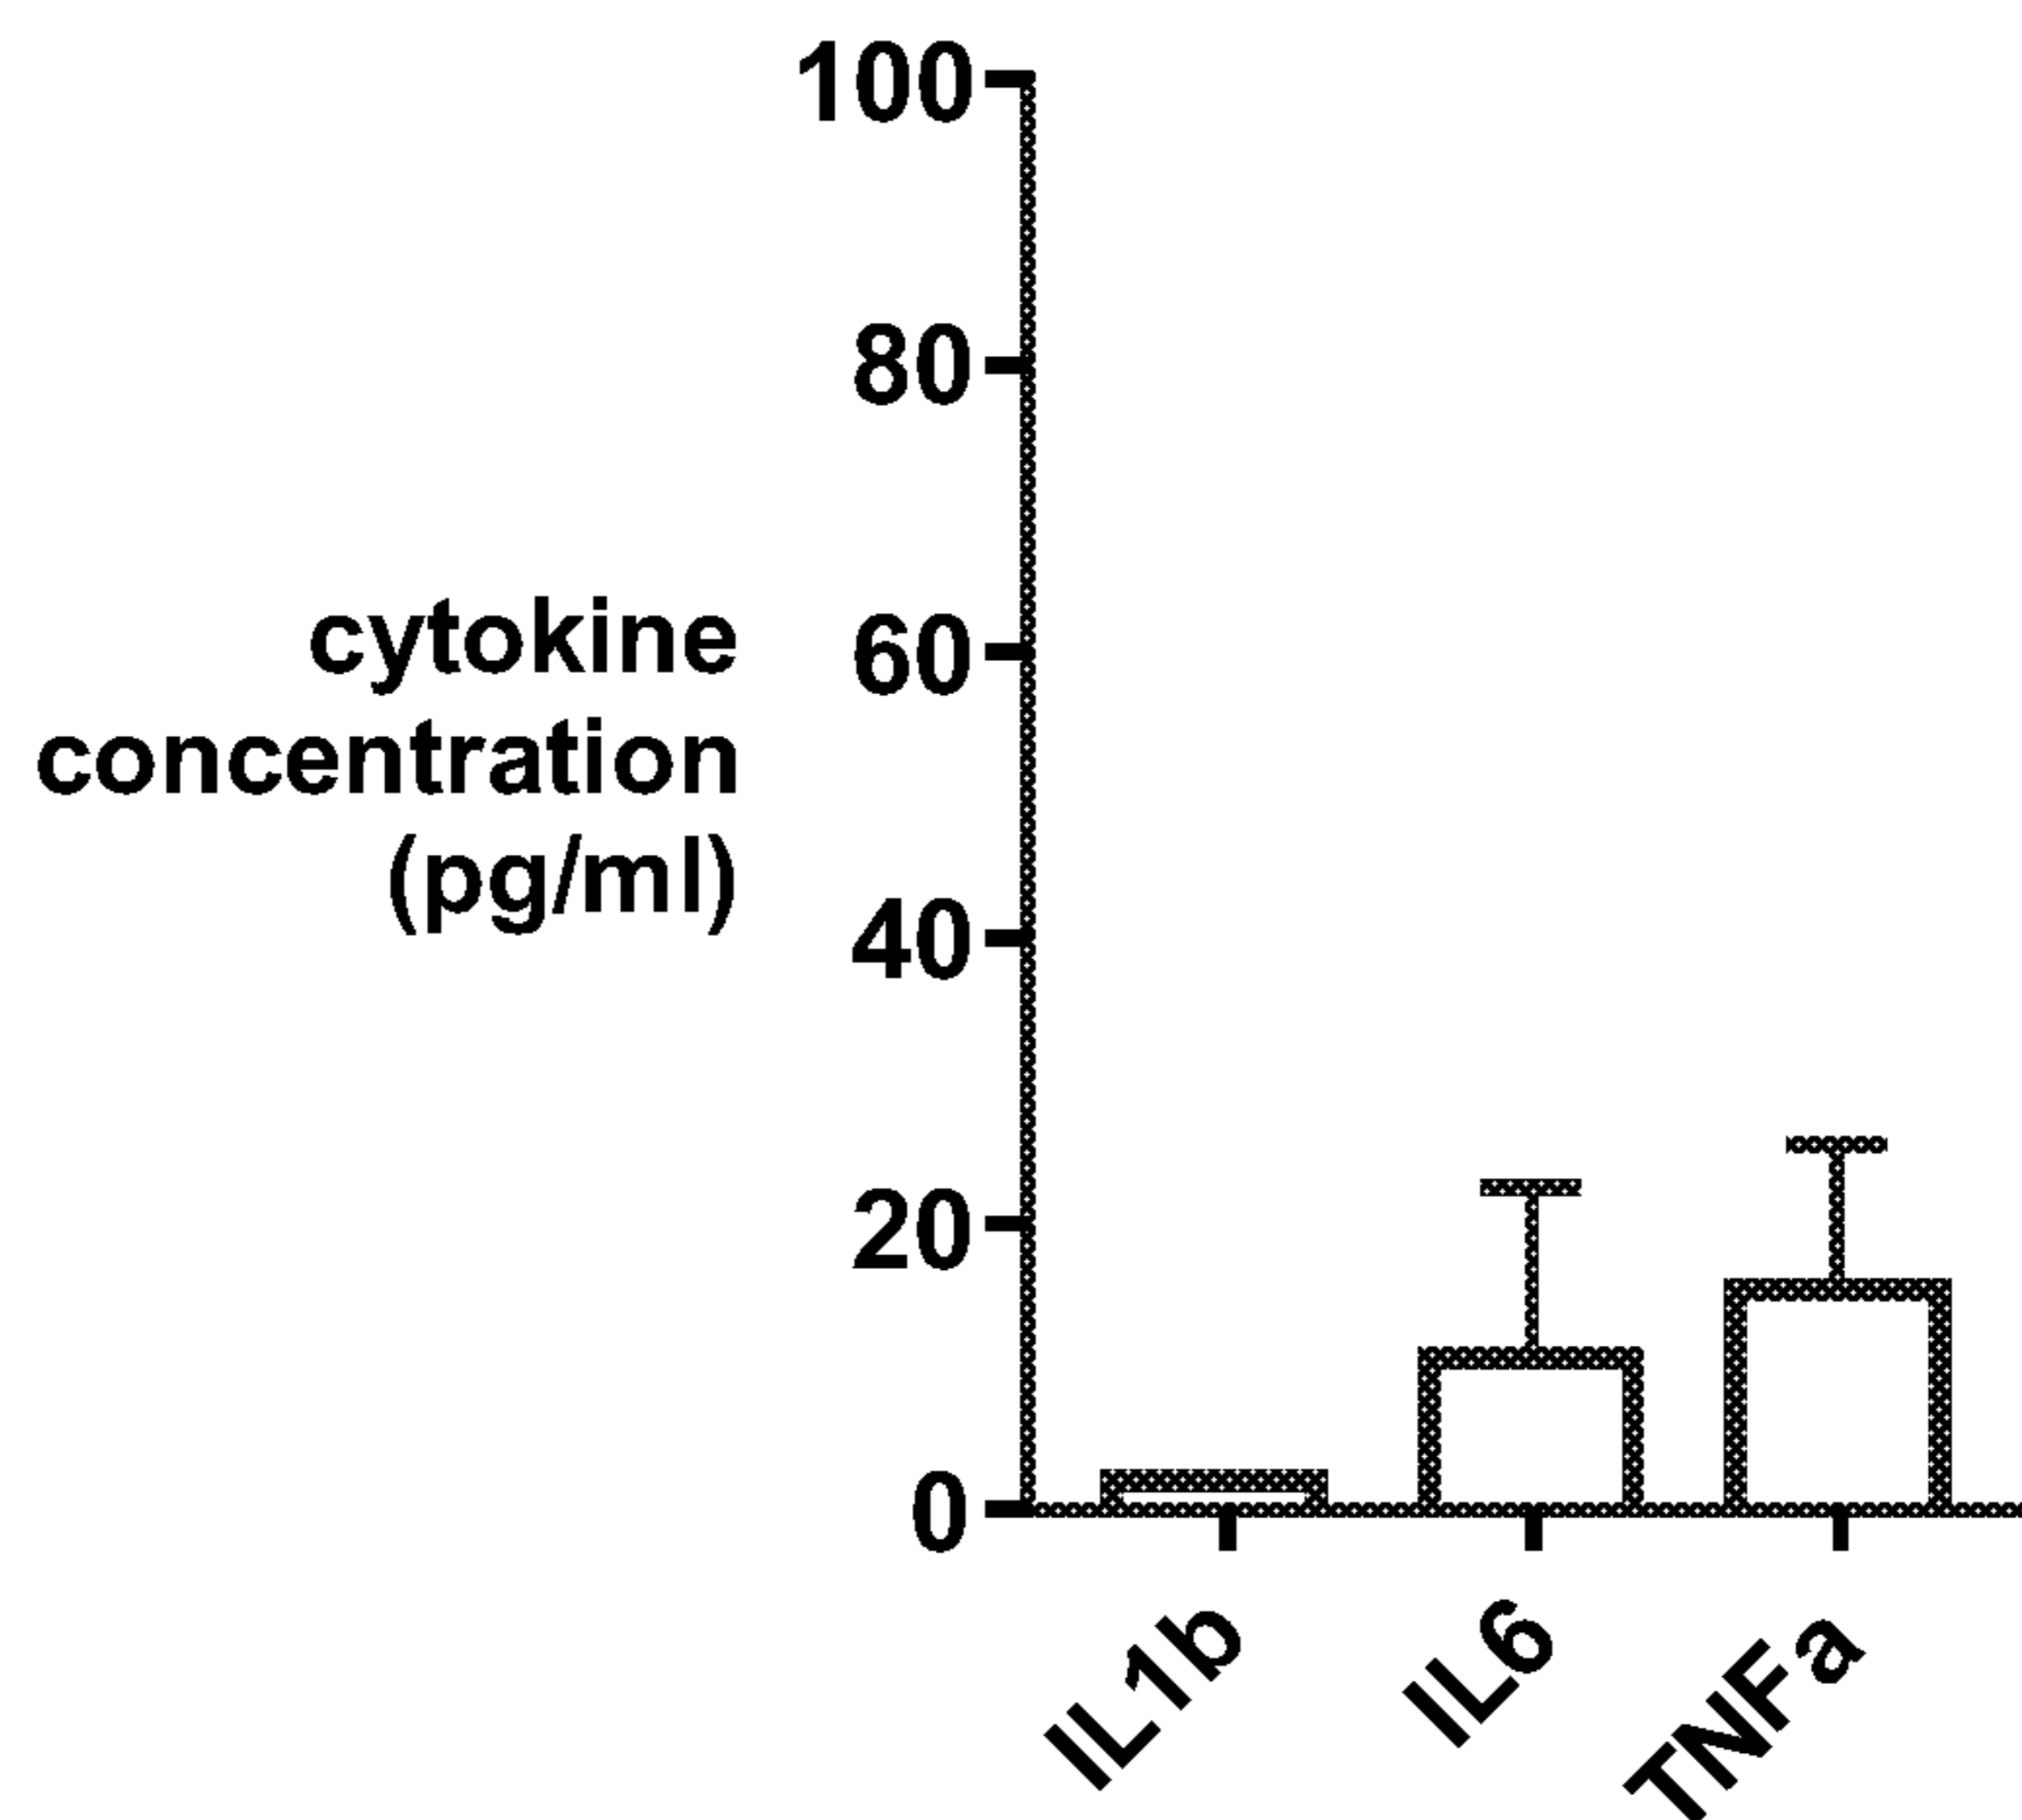 100
80
60
40
20
0
cytokine
concentration
(pg/ml)
IL1b
IL6
TNFa